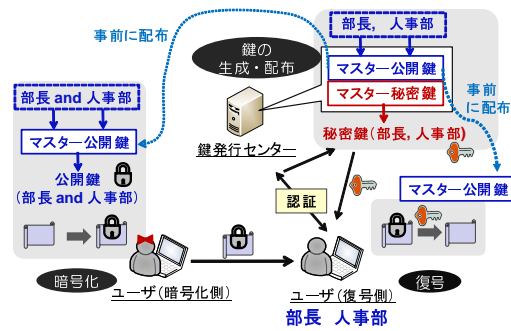 事前に配布
鍵の
生成・配布
部長, 人事部
マスター公開鍵
マスター秘密鍵
秘密鍵(部長, 人事部)
事前
に配布
部長 and 人事部
マスター公開鍵
公開鍵
(部長 and 人事部)
鍵発行センター
認証
マスター公開鍵
暗号化
復号
ユーザ(暗号化側)
ユーザ(復号側)
部長 人事部